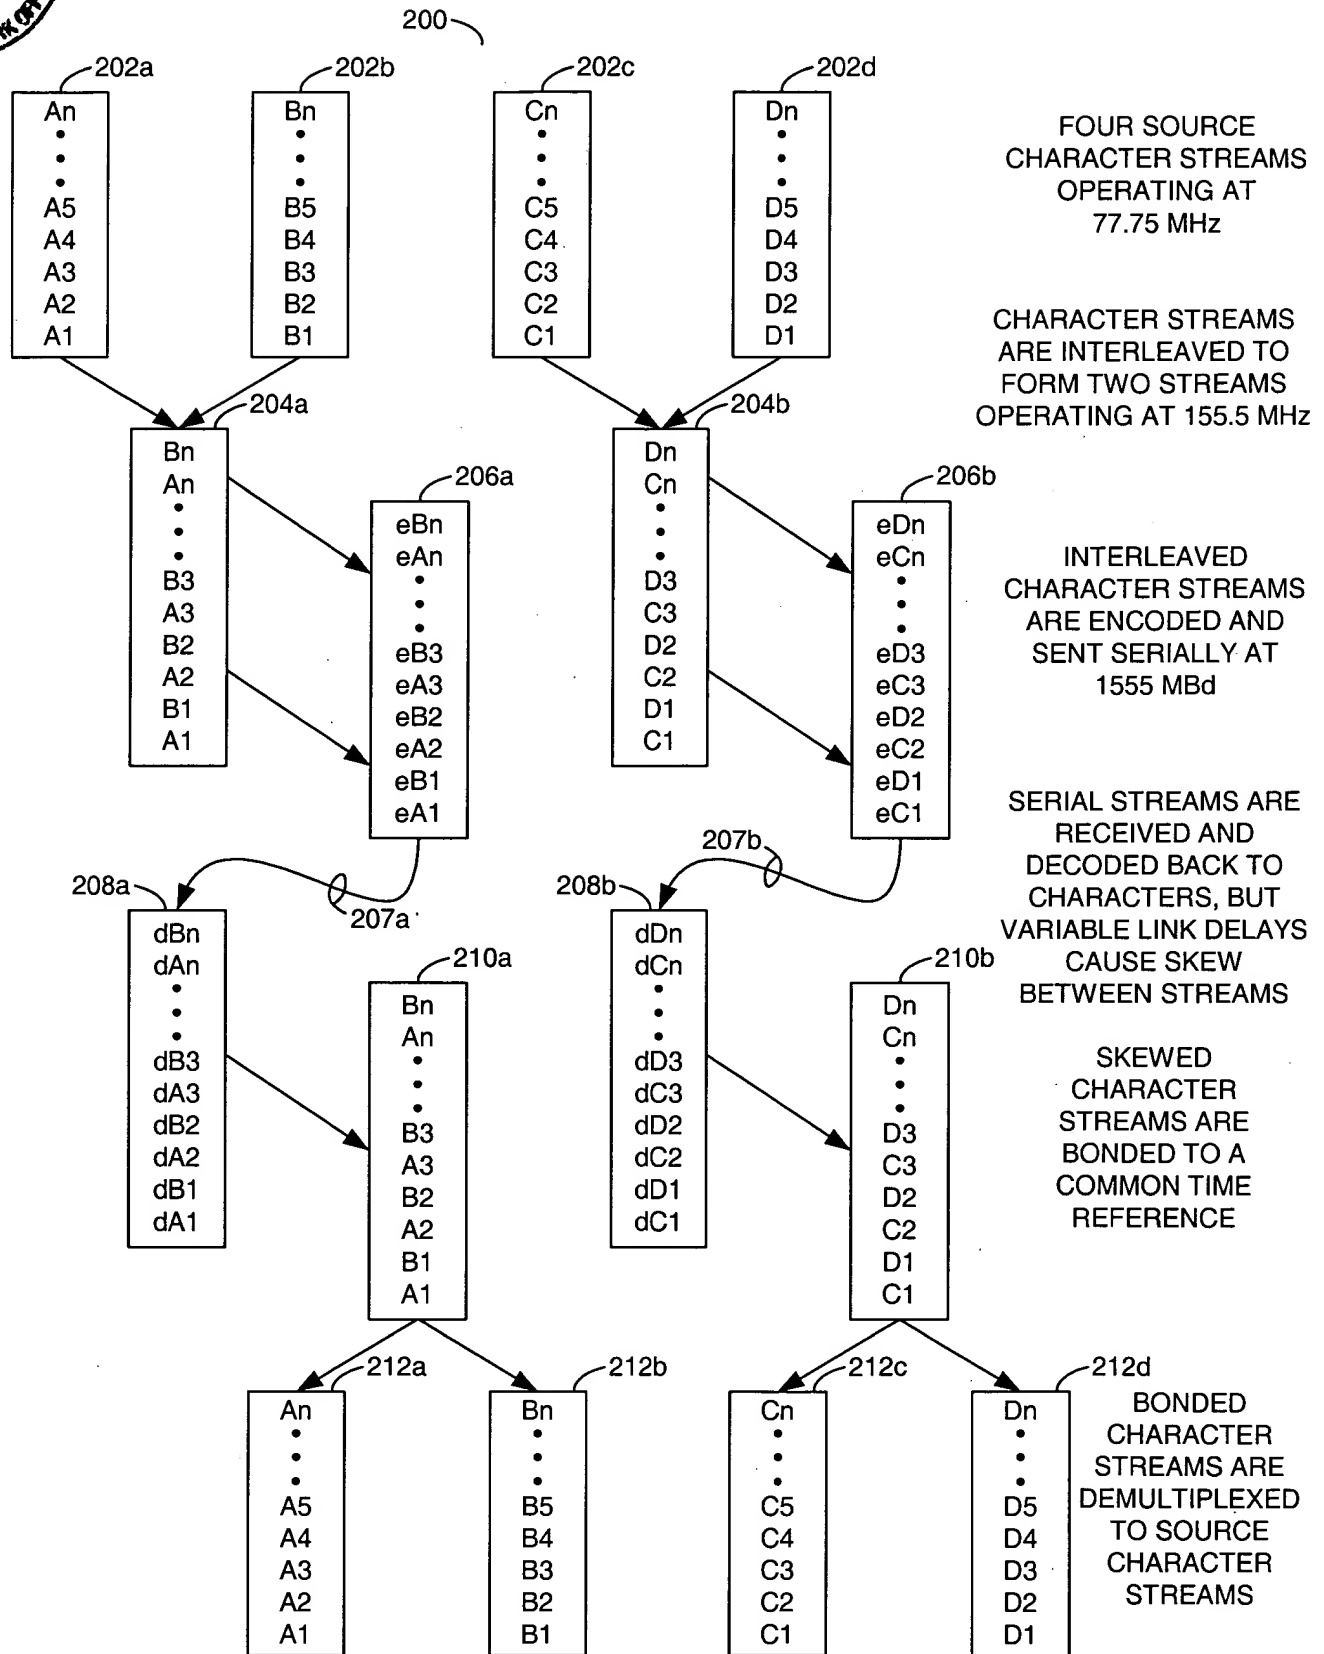 200
202a
202b
202c
202d
An
A5
A4
A3
A2
A1
Bn
B5
B4
B3
B2
B1
Cn
C5
C4
C3
C2
C1
Dn
D5
D4
D3
D2
D1
FOUR SOURCE
CHARACTER STREAMS
OPERATING AT
77.75 MHz
CHARACTER STREAMS
ARE INTERLEAVED TO
FORM TWO STREAMS
OPERATING AT 155.5 MHz
204a
Bn
An
B3
A3
B2
A2
B1
A1
206a
eBn
eAn
eB3
eA3
eB2
eA2
eB1
eA1
204b
Dn
Cn
D3
C3
D2
C2
D1
C1
206b
eDn
eCn
eD3
eC3
eD2
eC2
eD1
eC1
INTERLEAVED
CHARACTER STREAMS
ARE ENCODED AND
SENT SERIALLY AT
1555 MBd
207a
207b
208a
dBn
dAn
dB3
dA3
dB2
dA2
dB1
dA1
210a
Bn
An
B3
A3
B2
A2
B1
A1
208b
dDn
dCn
dD3
dC3
dD2
dC2
dD1
dC1
210b
Dn
Cn
D3
C3
D2
C2
D1
C1
SERIAL STREAMS ARE
RECEIVED AND
DECODED BACK TO
CHARACTERS, BUT
VARIABLE LINK DELAYS
CAUSE SKEW
BETWEEN STREAMS
SKEWED
CHARACTER
STREAMS ARE
BONDED TO A
COMMON TIME
REFERENCE
212a
An
A5
A4
A3
A2
A1
212b
Bn
B5
B4
B3
B2
B1
212c
Cn
C5
C4
C3
C2
C1
212d
Dn
D5
D4
D3
D2
D1
BONDED
CHARACTER
STREAMS ARE
DEMULTIPLEXED
TO SOURCE
CHARACTER
STREAMS